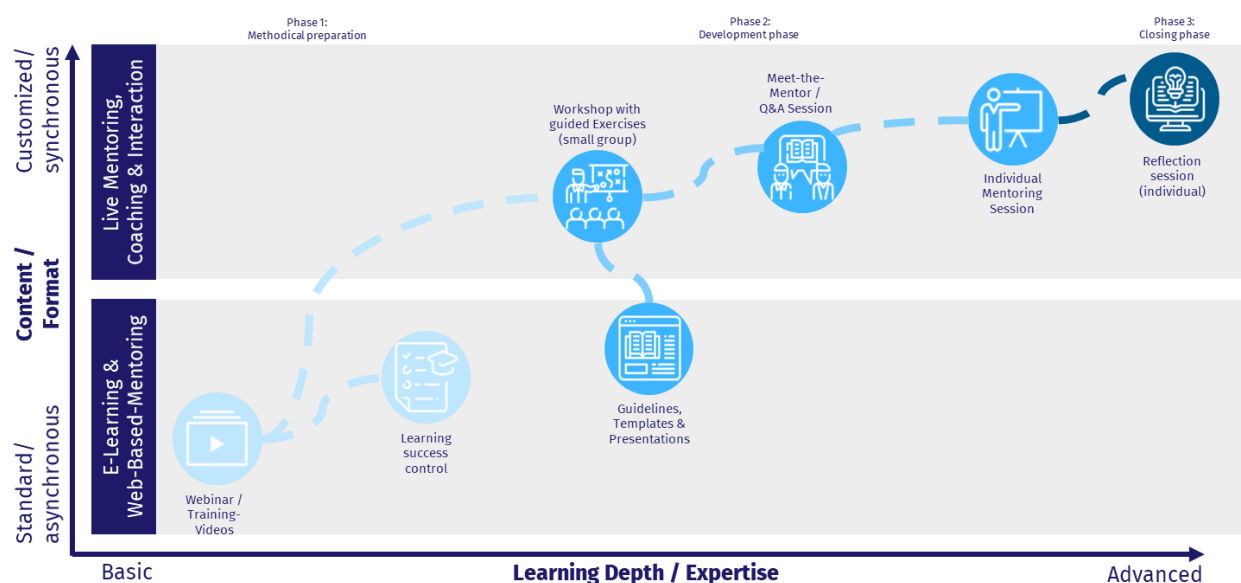 Phase 1:
Methodical preparation
Phase 2:
Development phase
Phase 3:
Closing phase
Customized/
synchronous
Content /
Format
Standard/
asynchronous
Live Mentoring,
Coaching & Interaction
Workshop with
guided Exercises
(small group)
Meet-the-
Mentor /
Q&A Session
Individual
Mentoring
Session
Reflection
session
(individual)
E-Learning &
Web-Based-Mentoring
Webinar /
Training-
Videos
Learning
success
control
Guidelines,
Templates &
Presentations
Basic
Learning Depth / Expertise
Advanced